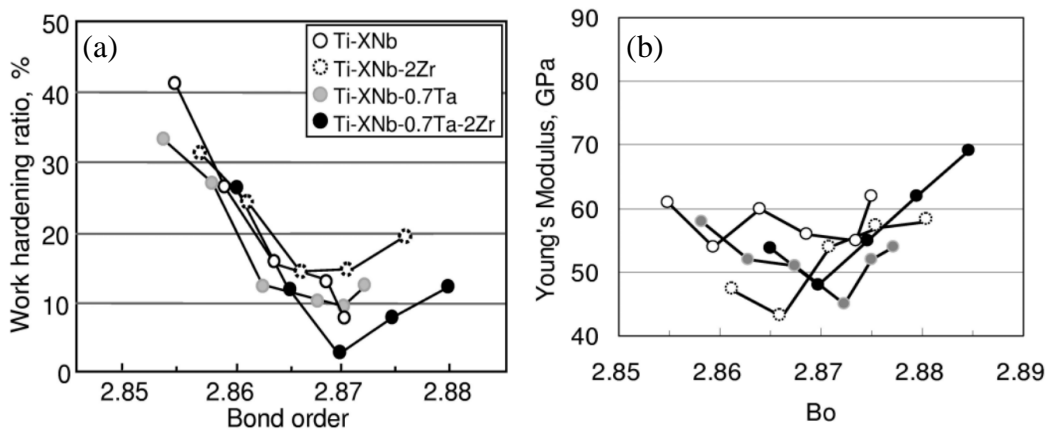 (a)
Work hardening ratio, %
50
40
30
20
10
0
2.85 2.86 2.87 2.88
Bond order
Ti-XNb
Ti-XNb-2Zr
Ti-XNb-0.7Ta
Ti-XNb-0.7Ta-2Zr
(b)
Young's Modulus, GPa
90
80
70
60
50
40
2.85 2.86 2.87 2.88 2.89
Bo